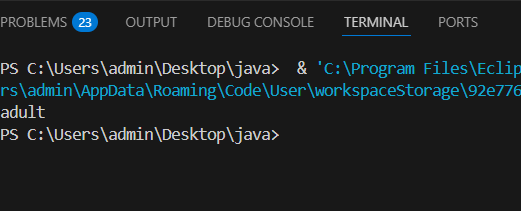 PROBLEMS 23 OUTPUT DEBUG CONSOLE TERMINAL PORTS
PS C:\Users\admin\Desktop\java>  & 'C:\Program Files\Eclip
rs\admin\AppData\Roaming\Code\User\workspaceStorage\92e776
adult
PS C:\Users\admin\Desktop\java>